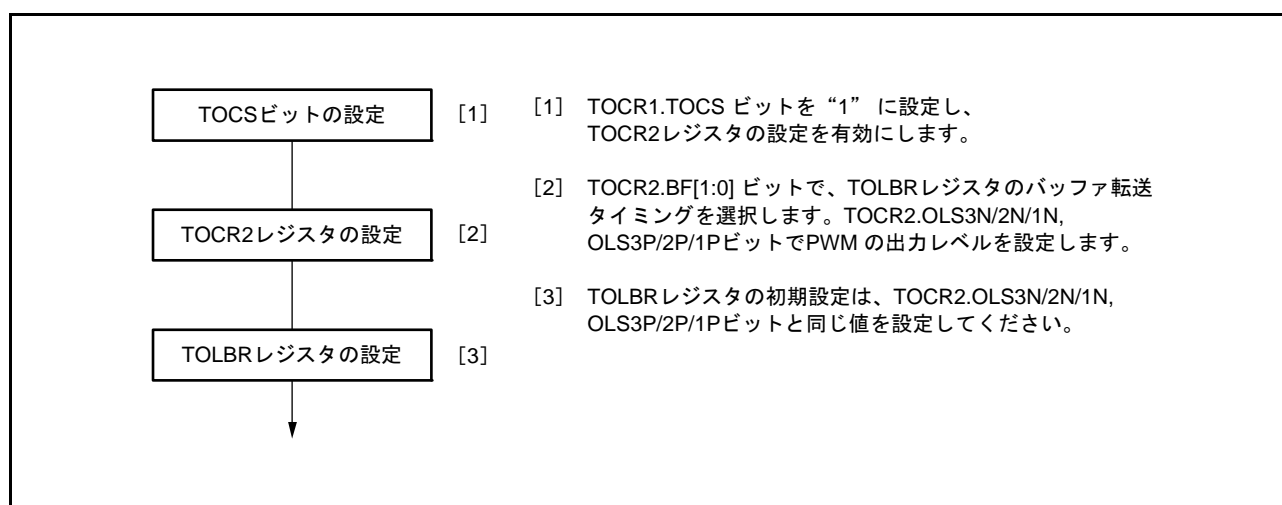 TOCSビットの設定
[1]
[1] TOCR1.TOCS ビットを“1” に設定し、
TOCR2レジスタの設定を有効にします。
TOCR2レジスタの設定
[2]
[2] TOCR2.BF[1:0] ビットで、TOLBRレジスタのバッファ転送
タイミングを選択します。TOCR2.OLS3N/2N/1N,
OLS3P/2P/1PビットでPWM の出力レベルを設定します。
TOLBRレジスタの設定
[3]
[3] TOLBRレジスタの初期設定は、TOCR2.OLS3N/2N/1N,
OLS3P/2P/1Pビットと同じ値を設定してください。